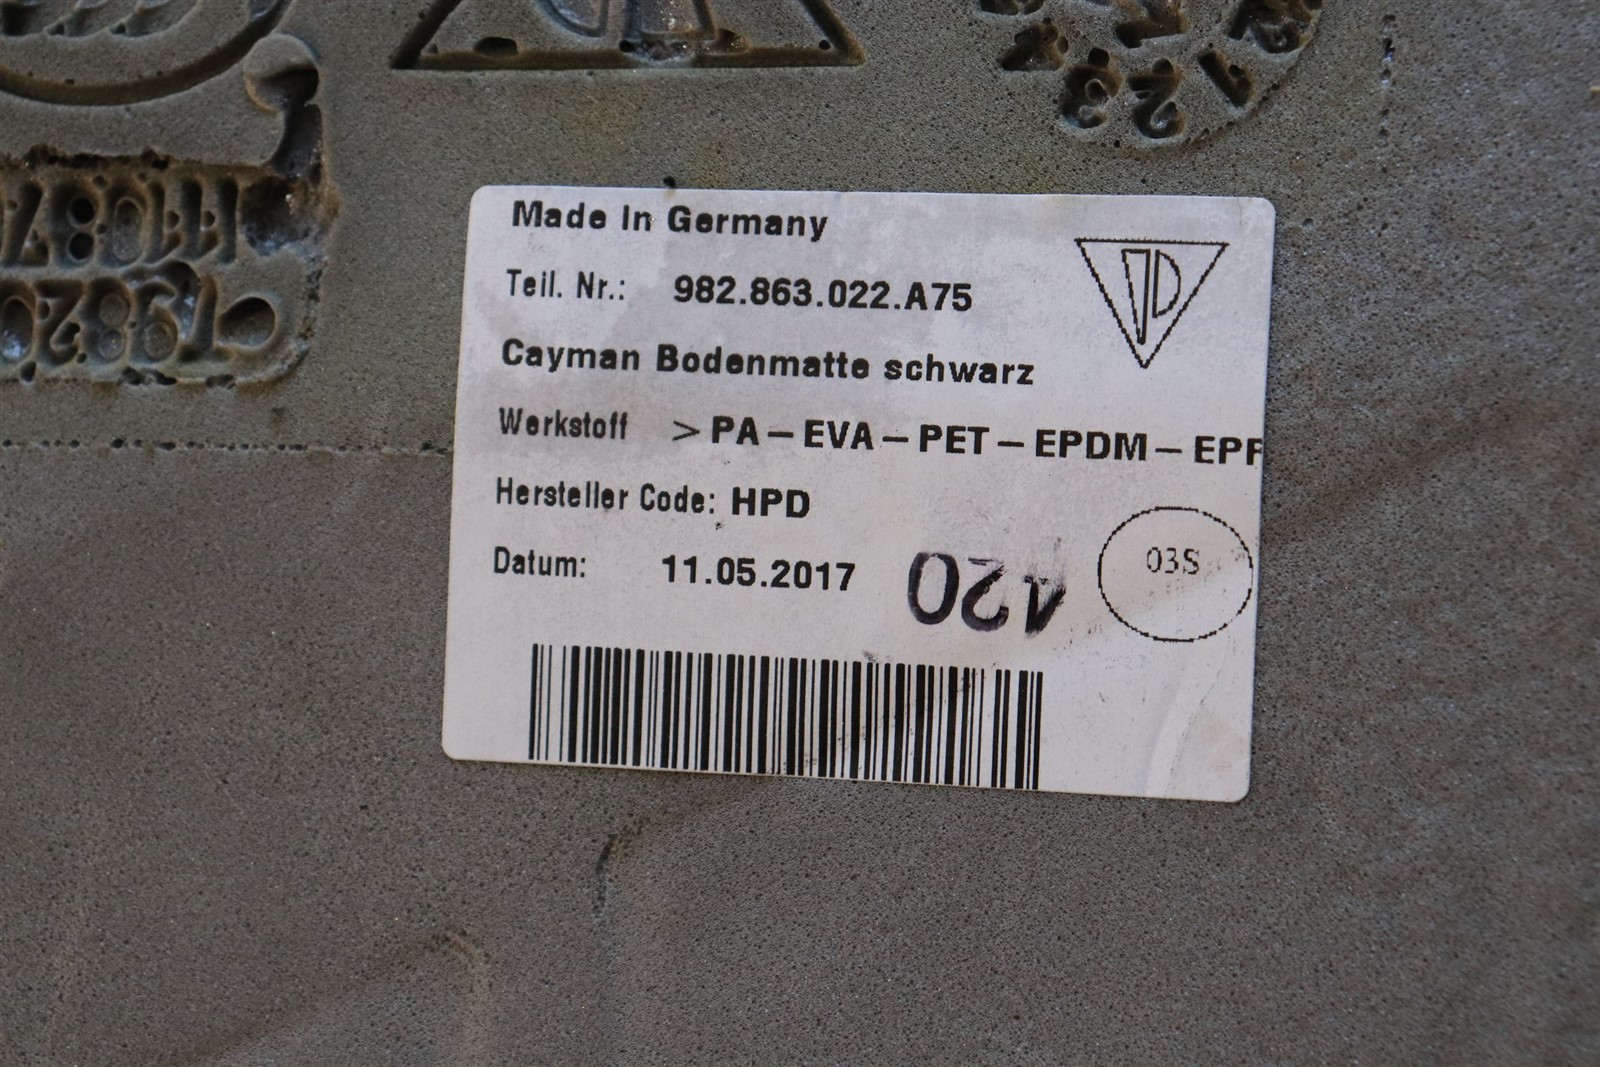 Made In Germany
Teil. Nr.: 982.863.022.A75
Cayman Bodenmatte schwarz
Werkstoff >PA-EVA-PET-EPDM-EPF
Hersteller Code: HPD
Datum: 11.05.2017
120
03S